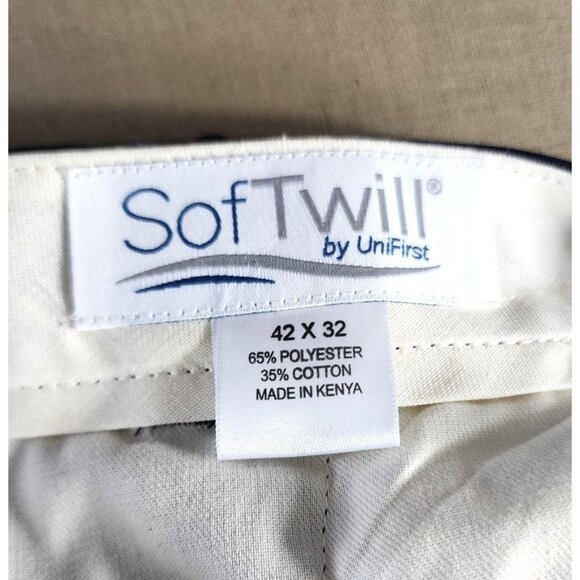 SofTwill®
by UniFirst
42 X 32
65% POLYESTER
35% COTTON
MADE IN KENYA